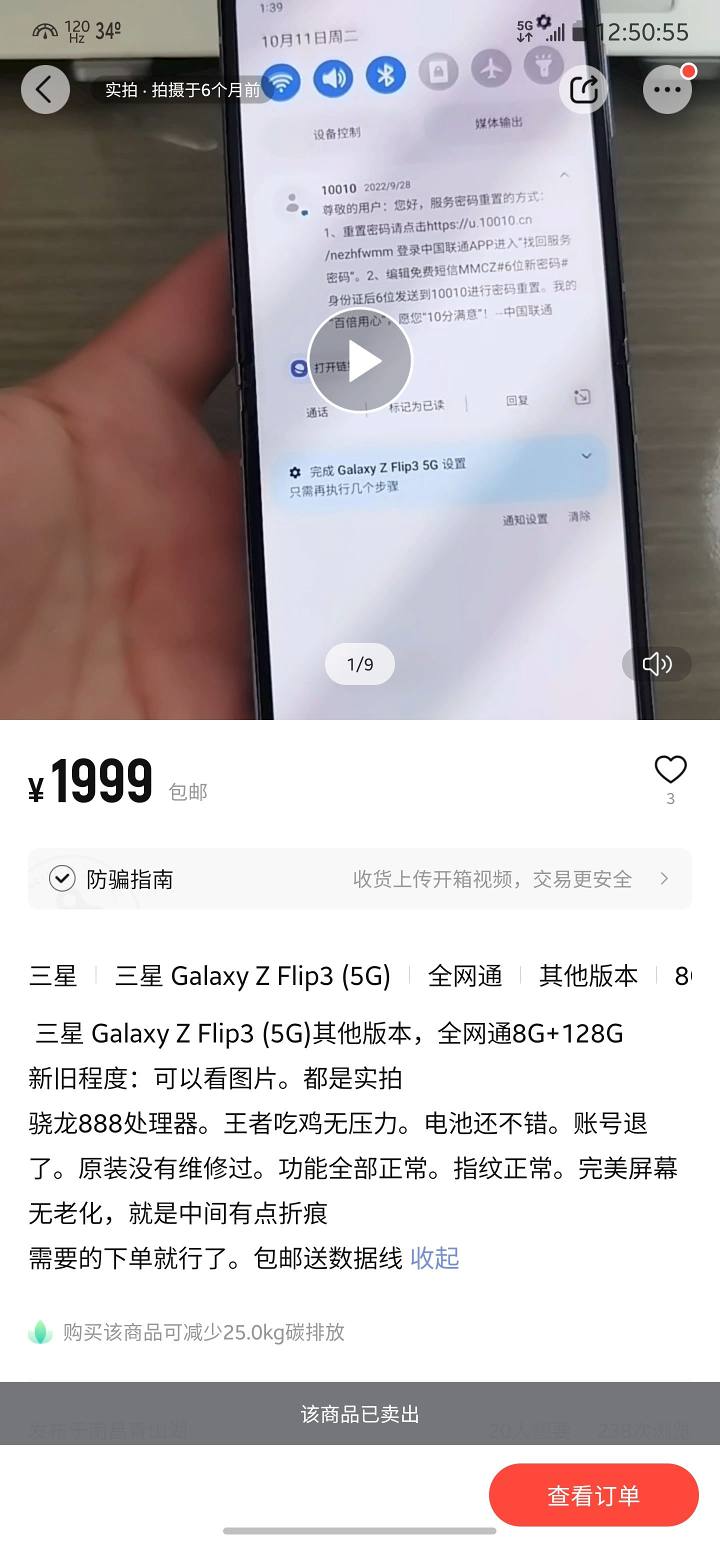 1:39
120 Hz 34º 5G 12:50:55
10月11日周二
实拍 · 拍摄于6个月前
设备控制 媒体输出
10010 2022/9/28
尊敬的用户：您好，服务密码重置的方式：
1、重置密码请点击https://u.10010.cn
/nezhfwmm 登录中国联通APP进入“找回服务
密码”。2、编辑免费短信MMCZ#6位新密码#
身份证后6位发送到10010进行密码重置。我的
“百倍用心”，愿您“10分满意”！--中国联通
打开链
通话 标记为已读 回复
完成 Galaxy Z Flip3 5G 设置
只需再执行几个步骤
通知设置 清除
1/9
¥1999 包邮
3
防骗指南 收货上传开箱视频，交易更安全
三星 三星 Galaxy Z Flip3 (5G) 全网通 其他版本 8
三星 Galaxy Z Flip3 (5G)其他版本，全网通8G+128G
新旧程度：可以看图片。都是实拍
骁龙888处理器。王者吃鸡无压力。电池还不错。账号退
了。原装没有维修过。功能全部正常。指纹正常。完美屏幕
无老化，就是中间有点折痕
需要的下单就行了。包邮送数据线 收起
购买该商品可减少25.0kg碳排放
该商品已卖出
查看订单